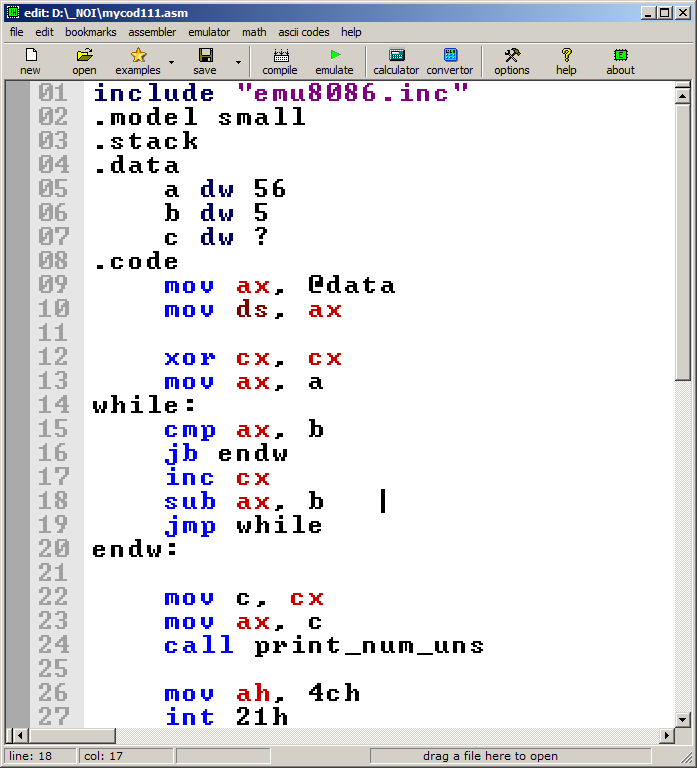 edit: D:\_NOI\mycod111.asm
file edit bookmarks assembler emulator math ascii codes help
new open examples save compile emulate calculator convertor options help about
01 include "emu8086.inc"
02 .model small
03 .stack
04 .data
05     a dw 56
06     b dw 5
07     c dw ?
08 .code
09     mov ax, @data
10     mov ds, ax
11
12     xor cx, cx
13     mov ax, a
14 while:
15     cmp ax, b
16     jb endw
17     inc cx
18     sub ax, b
19     jmp while
20 endw:
21
22     mov c, cx
23     mov ax, c
24     call print_num_uns
25
26     mov ah, 4ch
27     int 21h
line: 18 col: 17 drag a file here to open